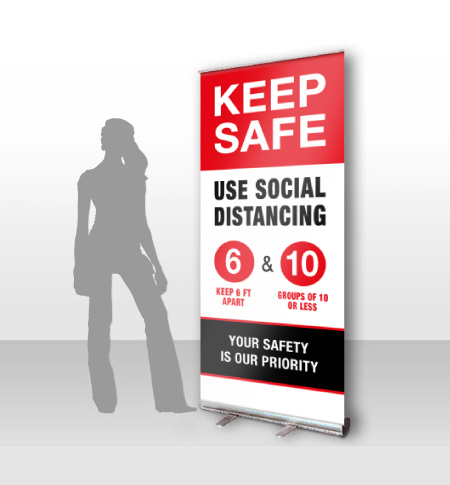 KEEP
SAFE
USE SOCIAL
DISTANCING
6 & 10
KEEP 6 FT
APART
GROUPS OF 10
OR LESS
YOUR SAFETY
IS OUR PRIORITY